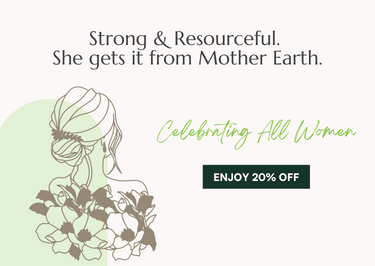 Strong & Resourceful.
She gets it from Mother Earth.
Celebrating All Women
ENJOY 20% OFF